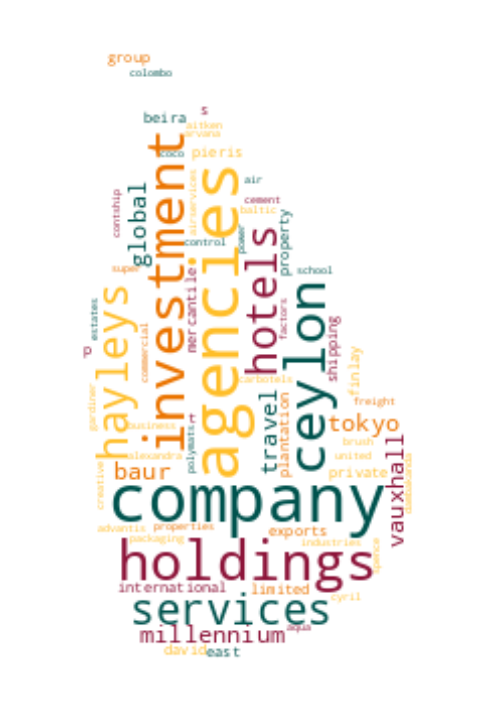 group
colombo
s
beira
aitken
arvana
investment
coco
pieris
agencies
airservices
air
global
contship
cement
baltic
control
power
property
hotels
super
mercantile
school
ceylon
factors
shipping
estates
hayleys
commercial
p
finlay
carbotels
travel
plantation
freight
gardiner
business
rf
tokyo
polymats
alexandra
brush
united
vauxhall
creative
baur
private
dambakanda
company
advantis
properties
exports
packaging
industries
holdings
spence
international
limited
cyril
services
millennium
aqua
david
east